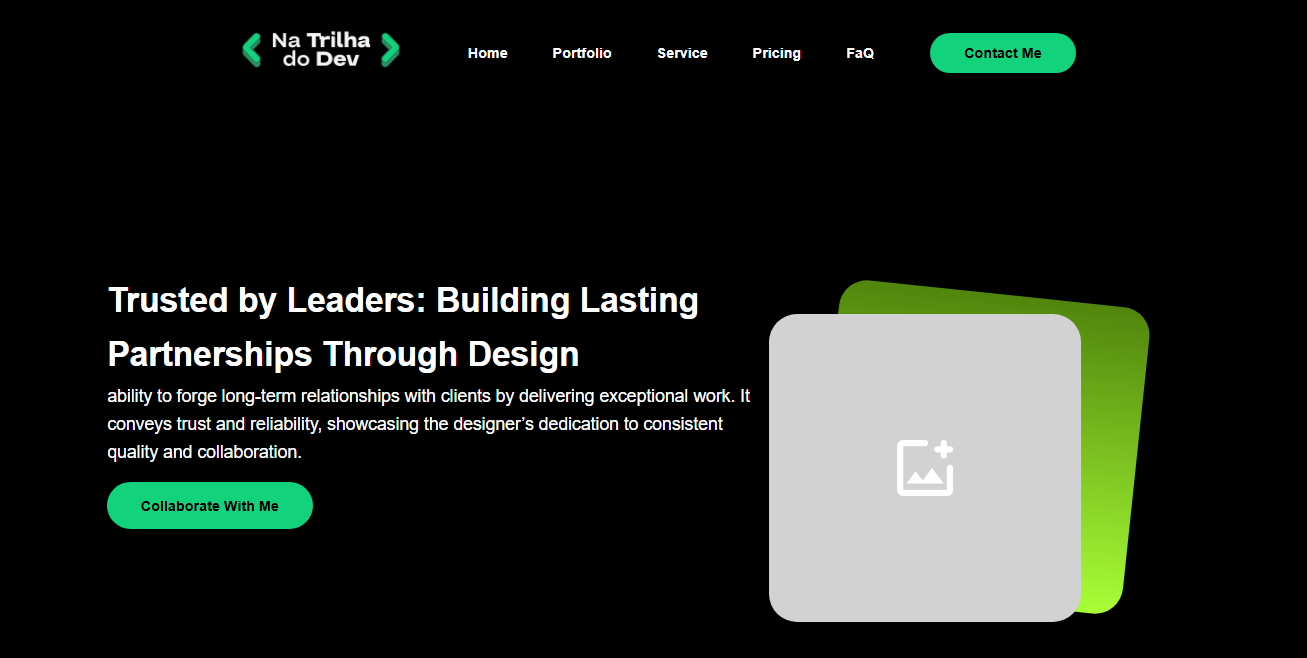 Na Trilha
do Dev
Home
Portfolio
Service
Pricing
FaQ
Contact Me
Trusted by Leaders: Building Lasting
Partnerships Through Design
ability to forge long-term relationships with clients by delivering exceptional work. It
conveys trust and reliability, showcasing the designer’s dedication to consistent
quality and collaboration.
Collaborate With Me